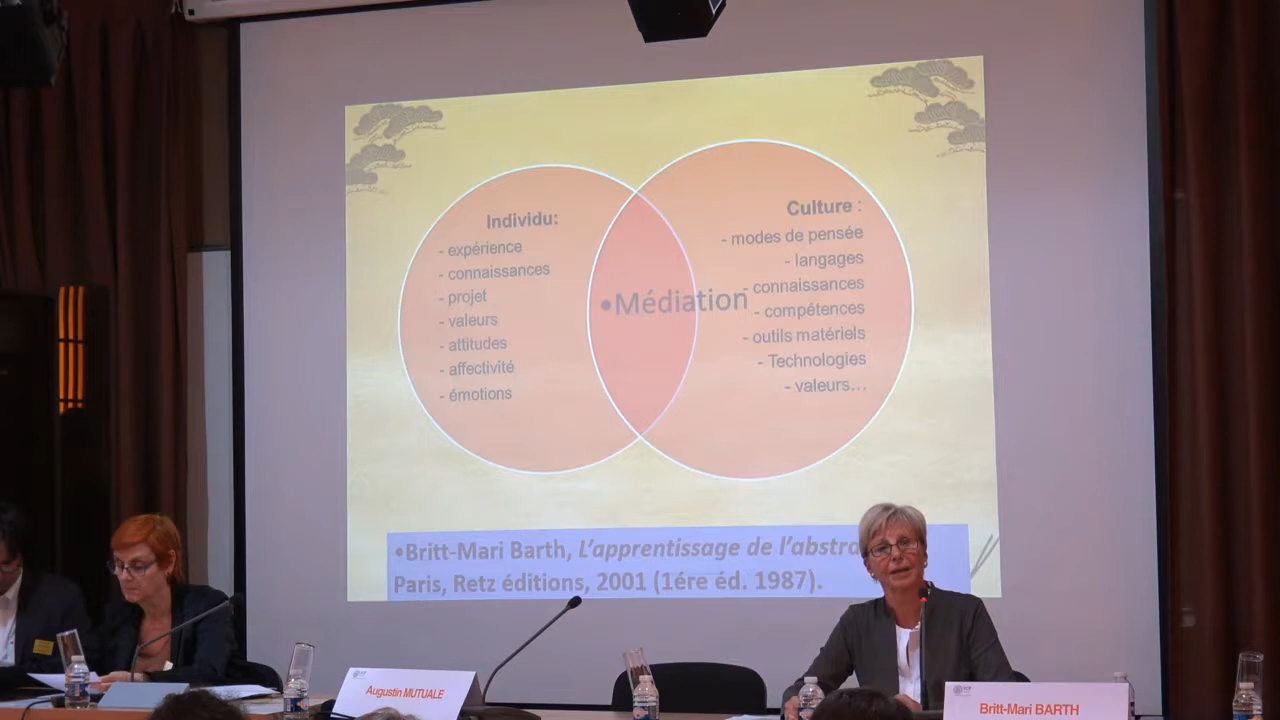 Individu:
- expérience
- connaissances
- projet
- valeurs
- attitudes
- affectivité
- émotions
•Médiation
Culture :
- modes de pensée
- langages
- connaissances
- compétences
- outils matériels
- Technologies
- valeurs...
•Britt-Mari Barth, L'apprentissage de l'abstra
Paris, Retz éditions, 2001 (1ére éd. 1987).
Augustin MUTUALE
Britt-Mari BARTH